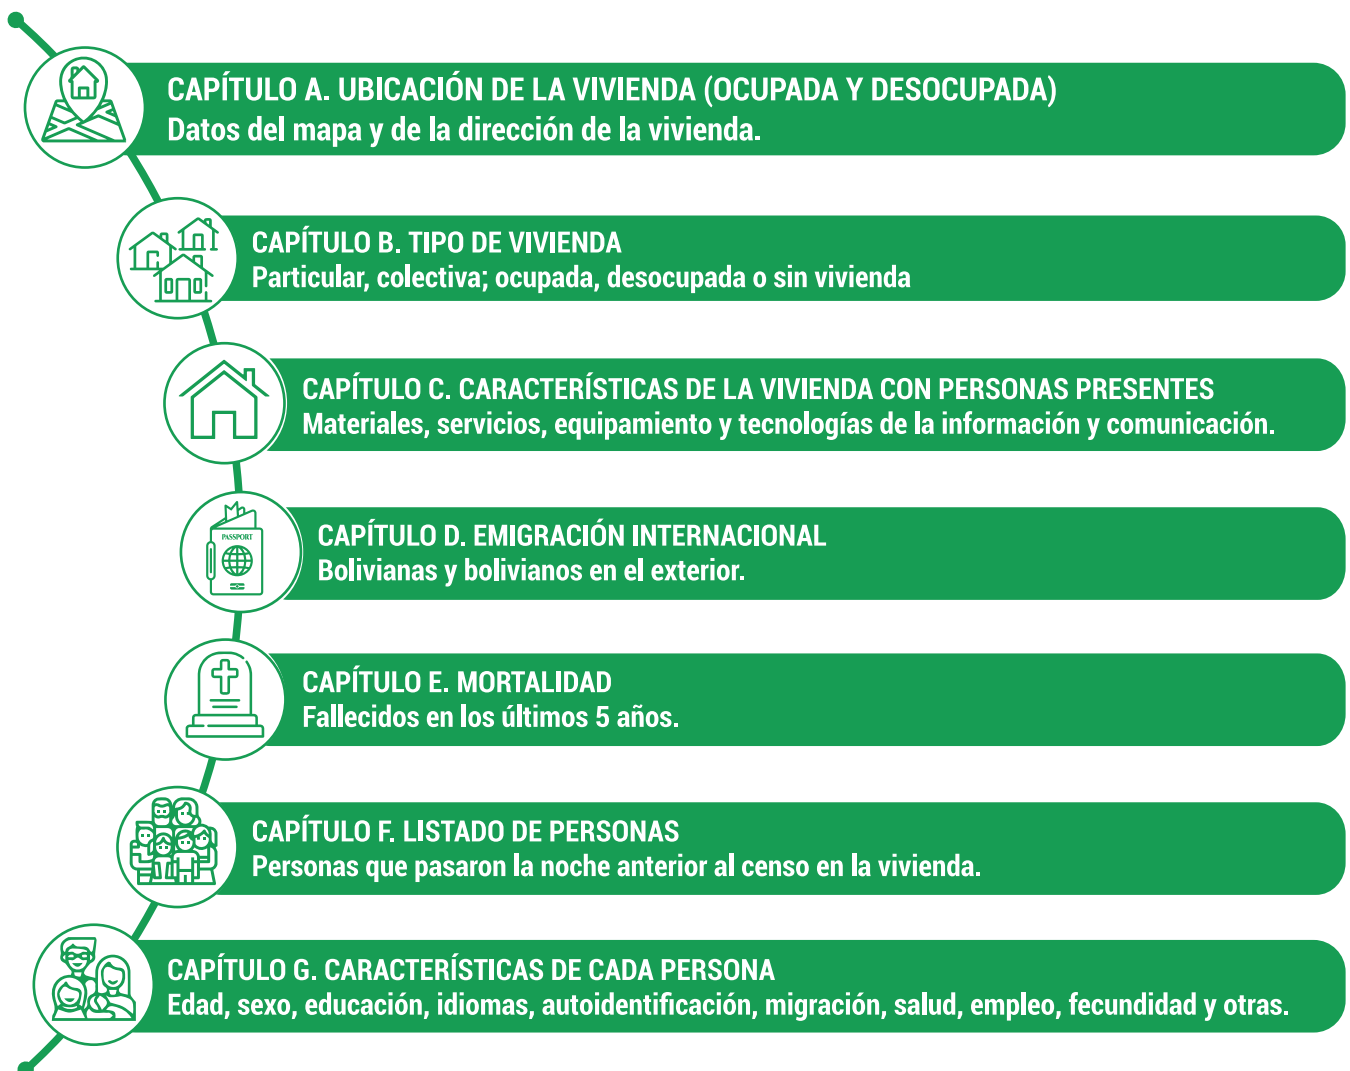 CAPÍTULO A. UBICACIÓN DE LA VIVIENDA (OCUPADA Y DESOCUPADA)
Datos del mapa y de la dirección de la vivienda.
CAPÍTULO B. TIPO DE VIVIENDA
Particular, colectiva; ocupada, desocupada o sin vivienda
CAPÍTULO C. CARACTERÍSTICAS DE LA VIVIENDA CON PERSONAS PRESENTES
Materiales, servicios, equipamiento y tecnologías de la información y comunicación.
PASSPORT
CAPÍTULO D. EMIGRACIÓN INTERNACIONAL
Bolivianas y bolivianos en el exterior.
CAPÍTULO E. MORTALIDAD
Fallecidos en los últimos 5 años.
CAPÍTULO F. LISTADO DE PERSONAS
Personas que pasaron la noche anterior al censo en la vivienda.
CAPÍTULO G. CARACTERÍSTICAS DE CADA PERSONA
Edad, sexo, educación, idiomas, autoidentificación, migración, salud, empleo, fecundidad y otras.